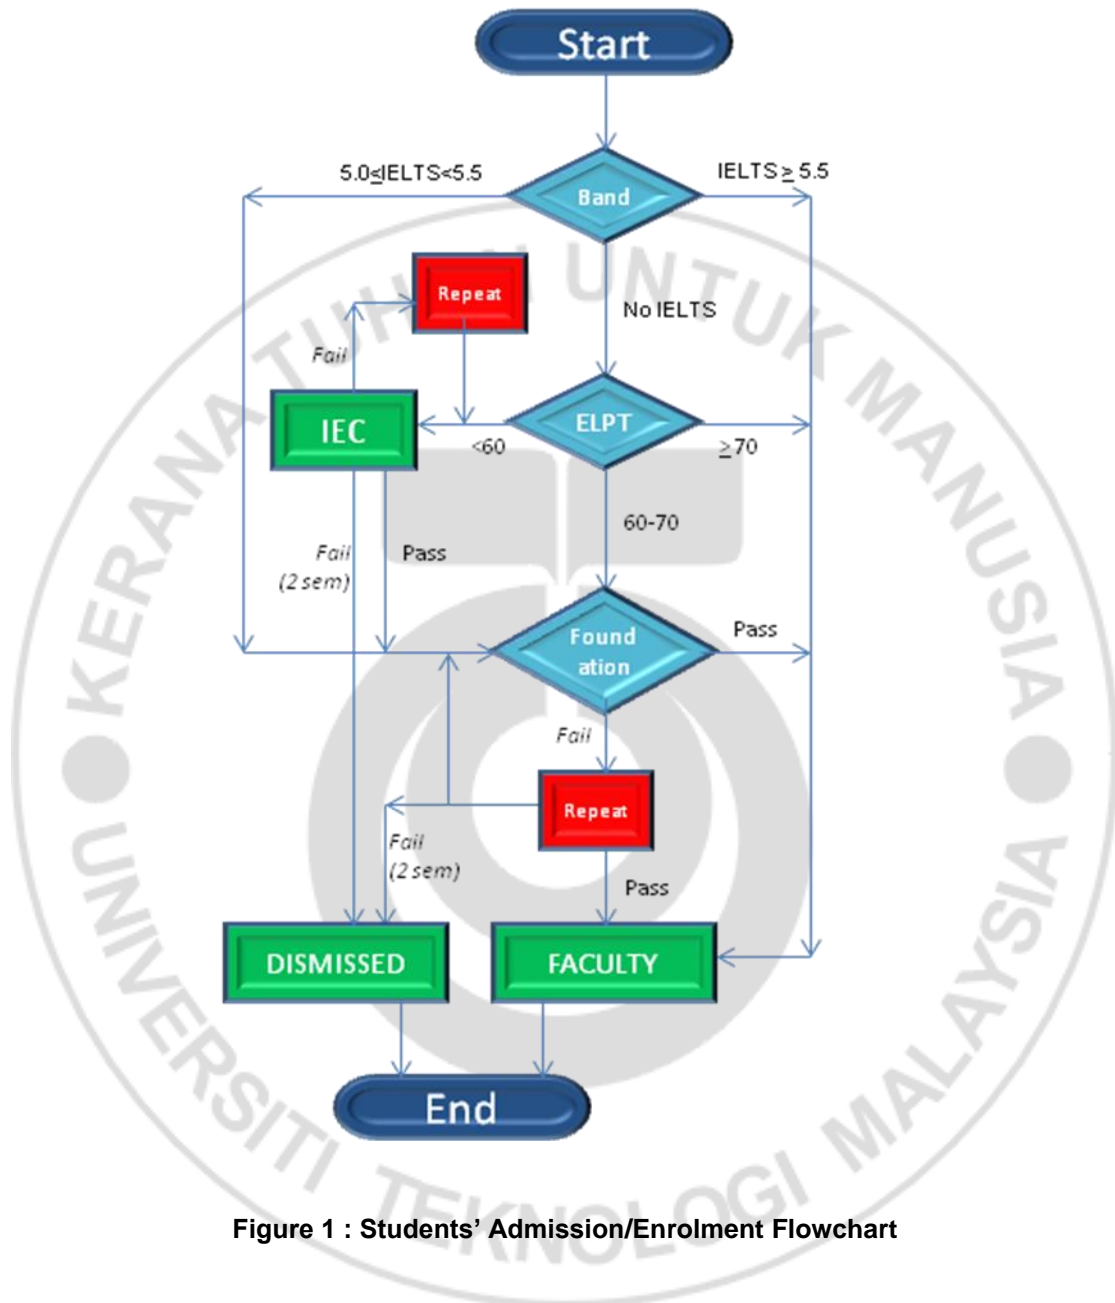 Start
5.0≤IELTS<5.5
IELTS ≥ 5.5
Band
No IELTS
Repeat
Fail
IEC
<60
ELPT
≥70
60-70
Fail
(2 sem)
Pass
Found
ation
Pass
Fail
Repeat
Fail
(2 sem)
Pass
DISMISSED
FACULTY
End
KERANA TUHAN UNTUK MANUSIA
UNIVERSITI TEKNOLOGI MALAYSIA
Figure 1 : Students’ Admission/Enrolment Flowchart